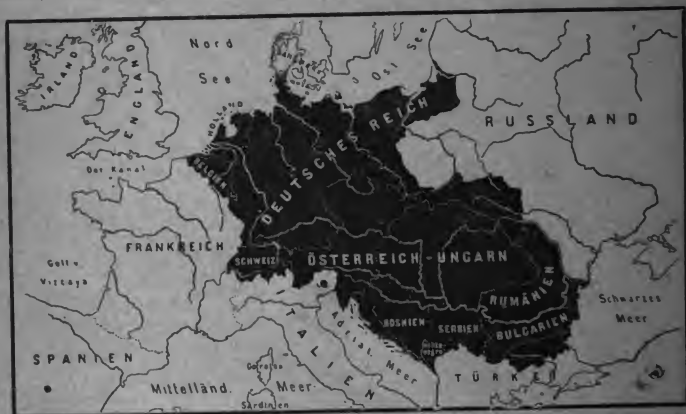 Nord
See
IRLAND
ENGLAND
Der Kanal
HOLLAND
BELGIEN
Ost See
DEUTSCHES REICH
RUSSLAND
FRANKREICH
SCHWEIZ
ÖSTERREICH-UNGARN
RUMÄNIEN
Golf v.
Schwarzes
Meer
BOSNIEN
SERBIEN
BULGARIEN
ITALIEN
Adriat. Meer
SPANIEN
TÜRKEI
Mittelländ. Meer
Corsica
Sardinien